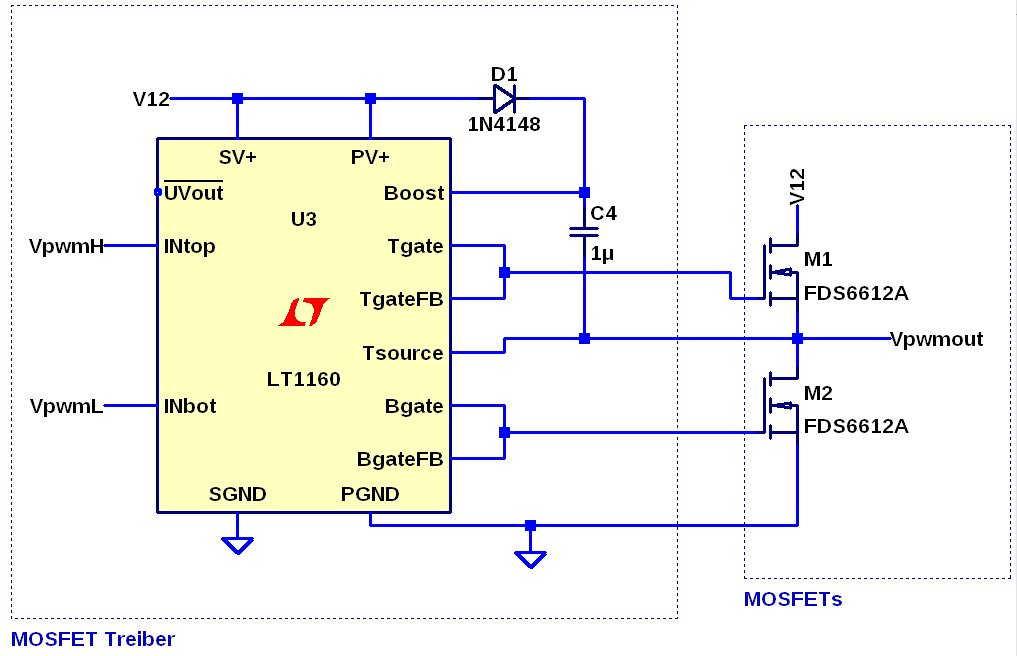 D1
V12
1N4148
SV+
PV+
V12
UVout
Boost
U3
C4
VpwmH
INtop
Tgate
1µ
M1
TgateFB
FDS6612A
Tsource
Vpwmout
LT1160
M2
VpwmL
INbot
Bgate
FDS6612A
BgateFB
SGND
PGND
MOSFETs
MOSFET Treiber